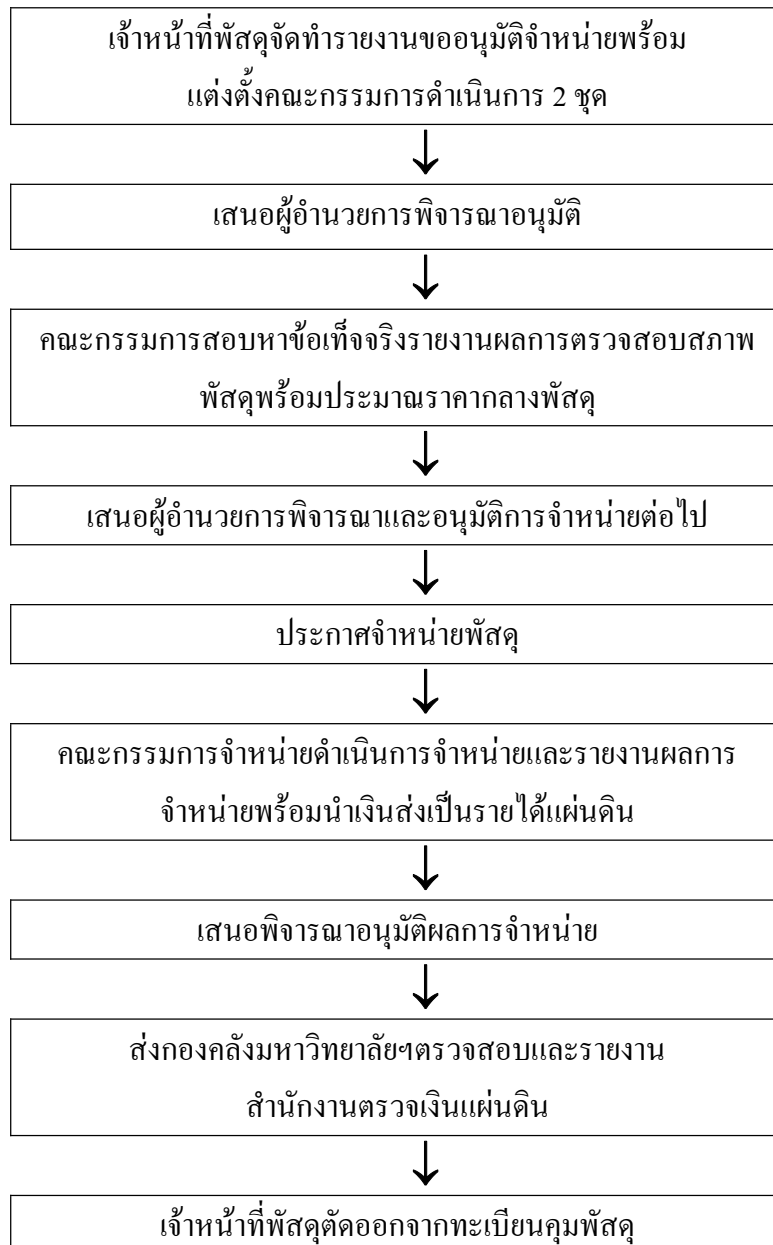 เจ้าหน้าที่พัสดุจัดทำรายงานขออนุมัติจำหน่ายพร้อม
แต่งตั้งคณะกรรมการดำเนินการ 2 ชุด
เสนอผู้อำนวยการพิจารณาอนุมัติ
คณะกรรมการสอบหาข้อเท็จจริงรายงานผลการตรวจสอบสภาพ
พัสดุพร้อมประมาณราคากลางพัสดุ
เสนอผู้อำนวยการพิจารณาและอนุมัติการจำหน่ายต่อไป
ประกาศจำหน่ายพัสดุ
คณะกรรมการจำหน่ายดำเนินการจำหน่ายและรายงานผลการ
จำหน่ายพร้อมนำเงินส่งเป็นรายได้แผ่นดิน
เสนอพิจารณาอนุมัติผลการจำหน่าย
ส่งกองคลังมหาวิทยาลัยฯตรวจสอบและรายงาน
สำนักงานตรวจเงินแผ่นดิน
เจ้าหน้าที่พัสดุตัดออกจากทะเบียนคุมพัสดุ